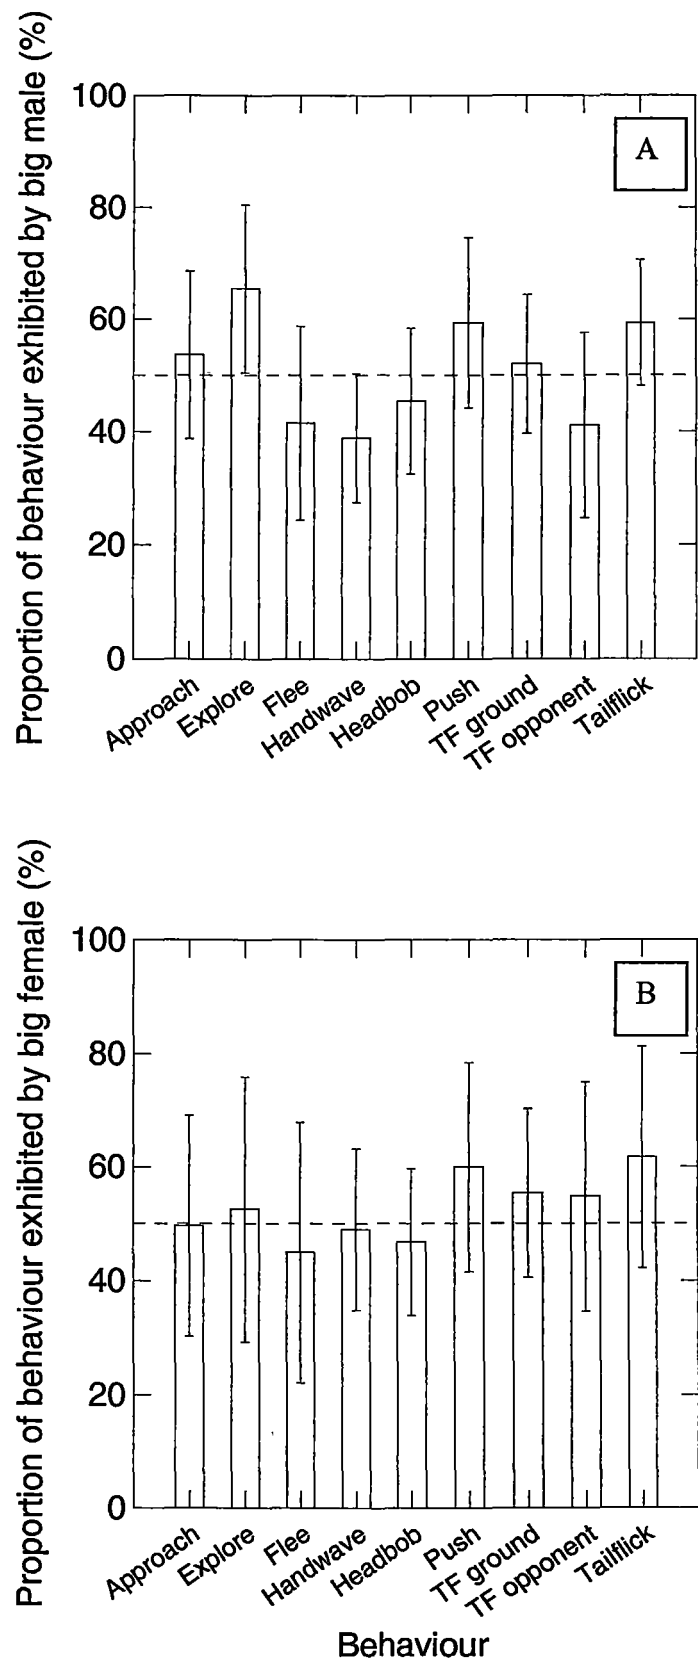 Proportion of behaviour exhibited by big male (%)
100
80
60
40
20
0
A
Approach
Explore
Flee
Handwave
Headbob
Push
TF ground
TF opponent
Tailflick
Proportion of behaviour exhibited by big female (%)
100
80
60
40
20
0
B
Approach
Explore
Flee
Handwave
Headbob
Push
TF ground
TF opponent
Tailflick
Behaviour